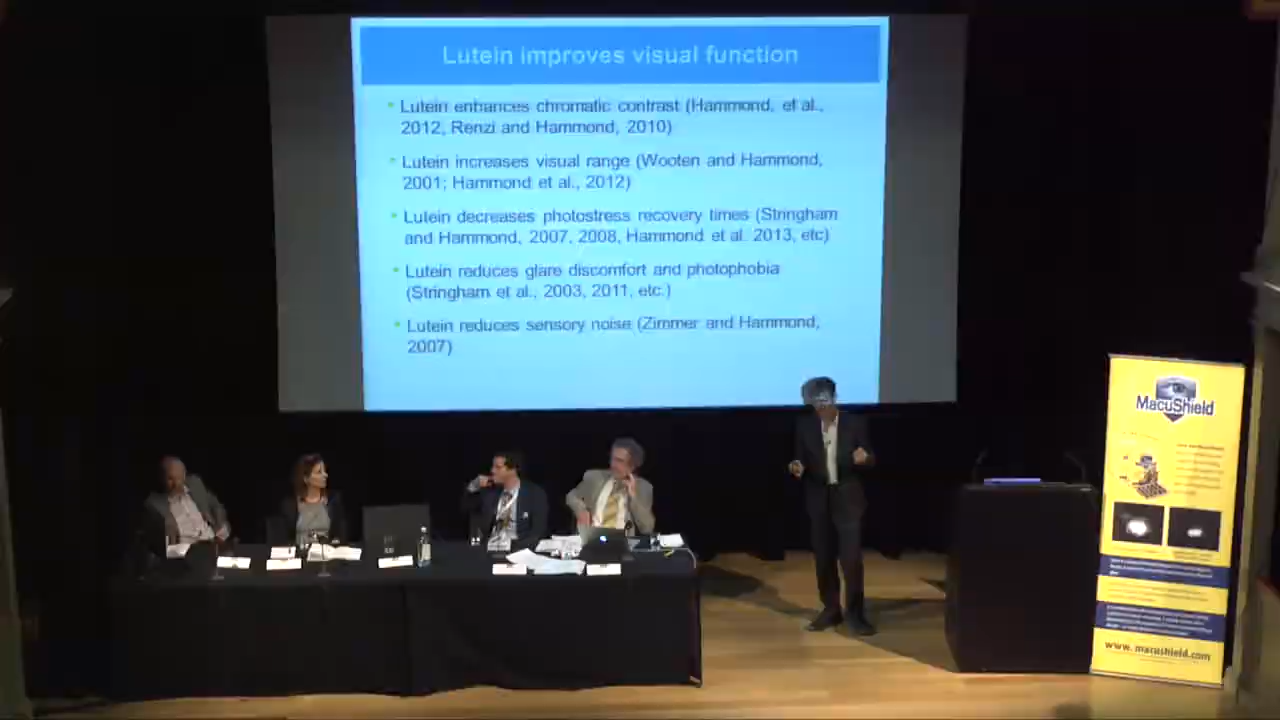 Lutein improves visual function
Lutein enhances chromatic contrast (Hammond, et al.,
2012, Renzi and Hammond, 2010)
Lutein increases visual range (Wooten and Hammond,
2001; Hammond et al., 2012)
Lutein decreases photostress recovery times (Stringham
and Hammond, 2007, 2008, Hammond et al. 2013, etc)
Lutein reduces glare discomfort and photophobia
(Stringham et al., 2003, 2011, etc.)
Lutein reduces sensory noise (Zimmer and Hammond,
2007)
MacuShield
www.macushield.com